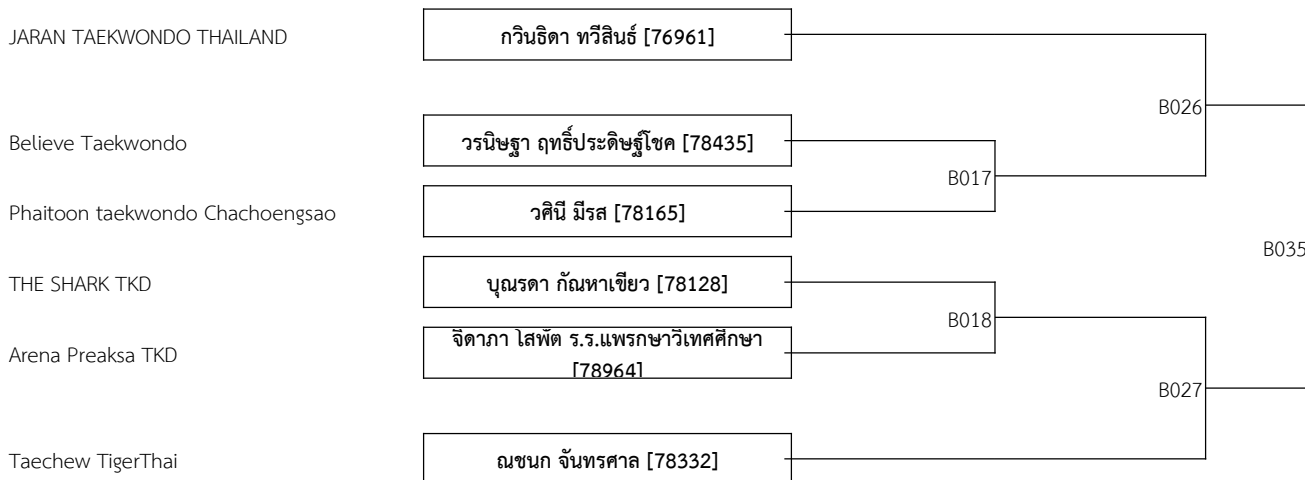 JARAN TAEKWONDO THAILAND
กวินธิดา ทวีสินธ์ [76961]
B026
Believe Taekwondo
วรนิษฐา ฤทธิ์ประดิษฐ์โชค [78435]
B017
Phaitoon taekwondo Chachoengsao
วศินี มีรส [78165]
B035
THE SHARK TKD
บุณรดา กัณหาเขียว [78128]
B018
Arena Preaksa TKD
จิดาภา โสพัต ร.ร.แพรกษาวิเทศศึกษา
[78964]
B027
Taechew TigerThai
ณชนก จันทรศาล [78332]